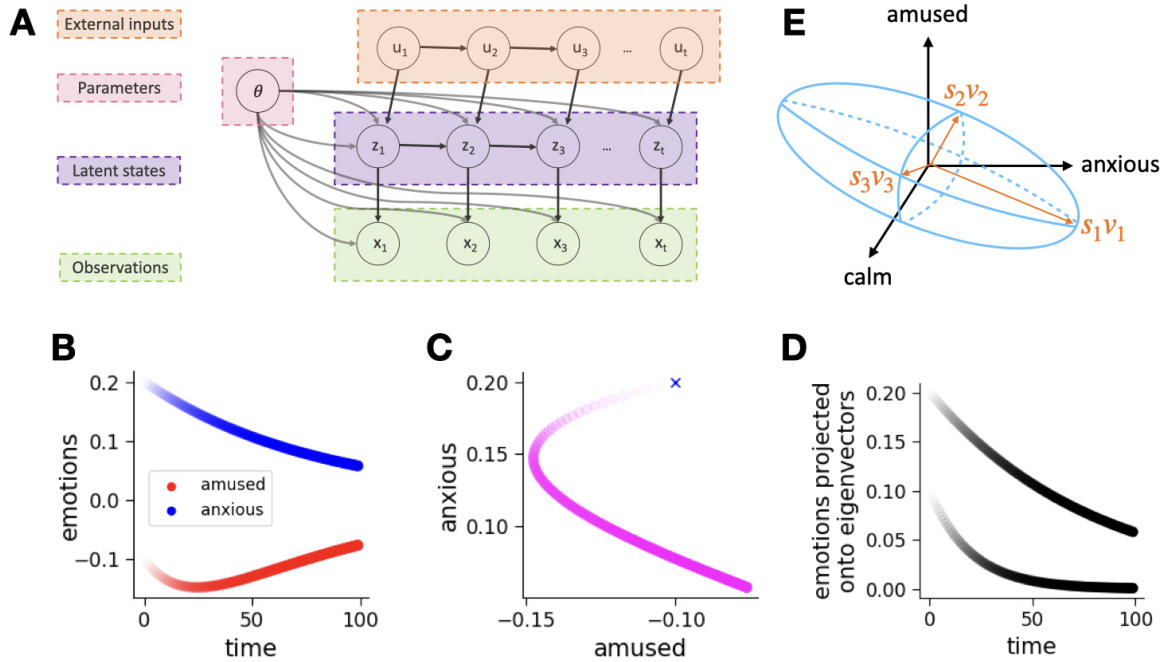 A
External inputs
Parameters
Latent states
Observations
u1 u2 u3 ... ut
θ
z1 z2 z3 ... zt
x1 x2 x3 xt
E
amused
anxious
calm
s2v2
s3v3
s1v1
B
emotions
0.2
0.1
0.0
−0.1
amused
anxious
0 50 100
time
C
anxious
0.20
0.15
0.10
−0.15 −0.10
amused
D
emotions projected
onto eigenvectors
0.20
0.15
0.10
0.05
0.00
0 50 100
time